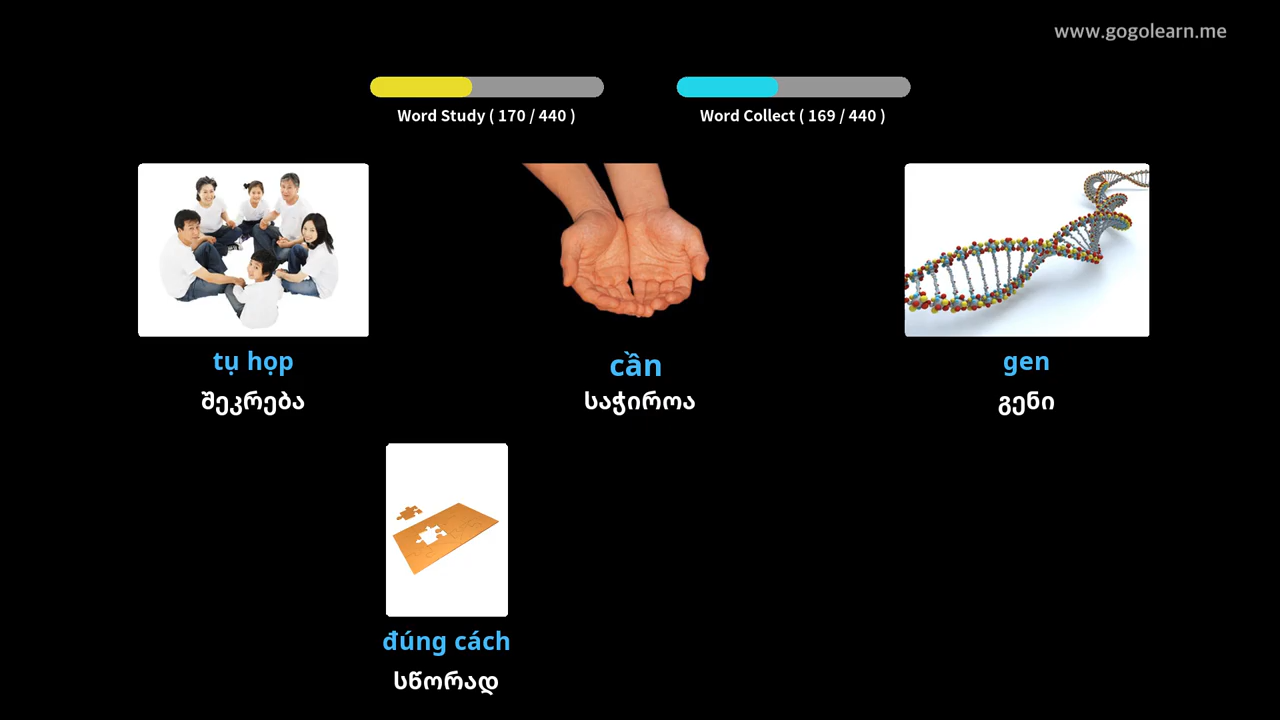 www.gogolearn.me
Word Study ( 170 / 440 )
Word Collect ( 169 / 440 )
tụ họp
შეკრება
cần
საჭიროა
gen
გენი
đúng cách
სწორად